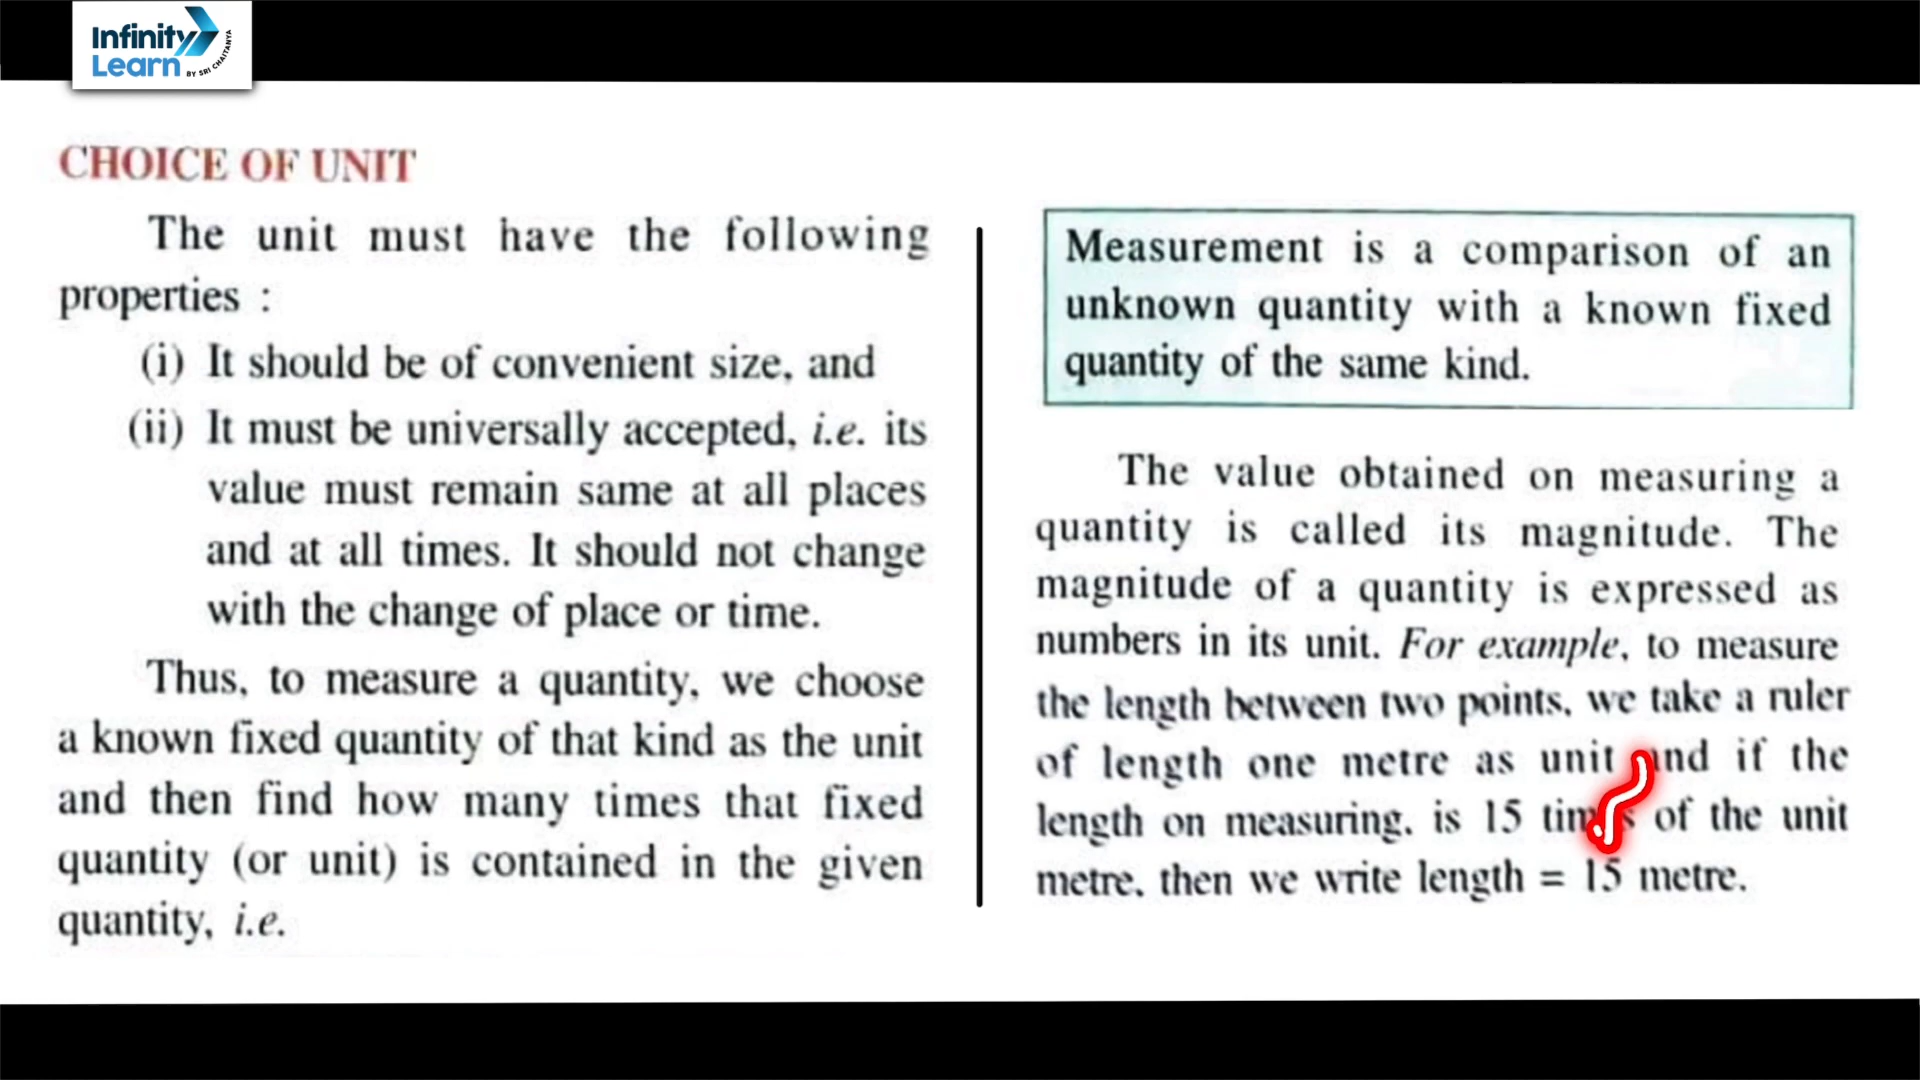 Infinity
Learn
BY SRI CHAITANYA
CHOICE OF UNIT
The unit must have the following
properties :
(i) It should be of convenient size, and
(ii) It must be universally accepted, i.e. its
value must remain same at all places
and at all times. It should not change
with the change of place or time.
Thus, to measure a quantity, we choose
a known fixed quantity of that kind as the unit
and then find how many times that fixed
quantity (or unit) is contained in the given
quantity, i.e.
Measurement is a comparison of an
unknown quantity with a known fixed
quantity of the same kind.
The value obtained on measuring a
quantity is called its magnitude. The
magnitude of a quantity is expressed as
numbers in its unit. For example, to measure
the length between two points, we take a ruler
of length one metre as unit and if the
length on measuring, is 15 times of the unit
metre, then we write length = 15 metre.